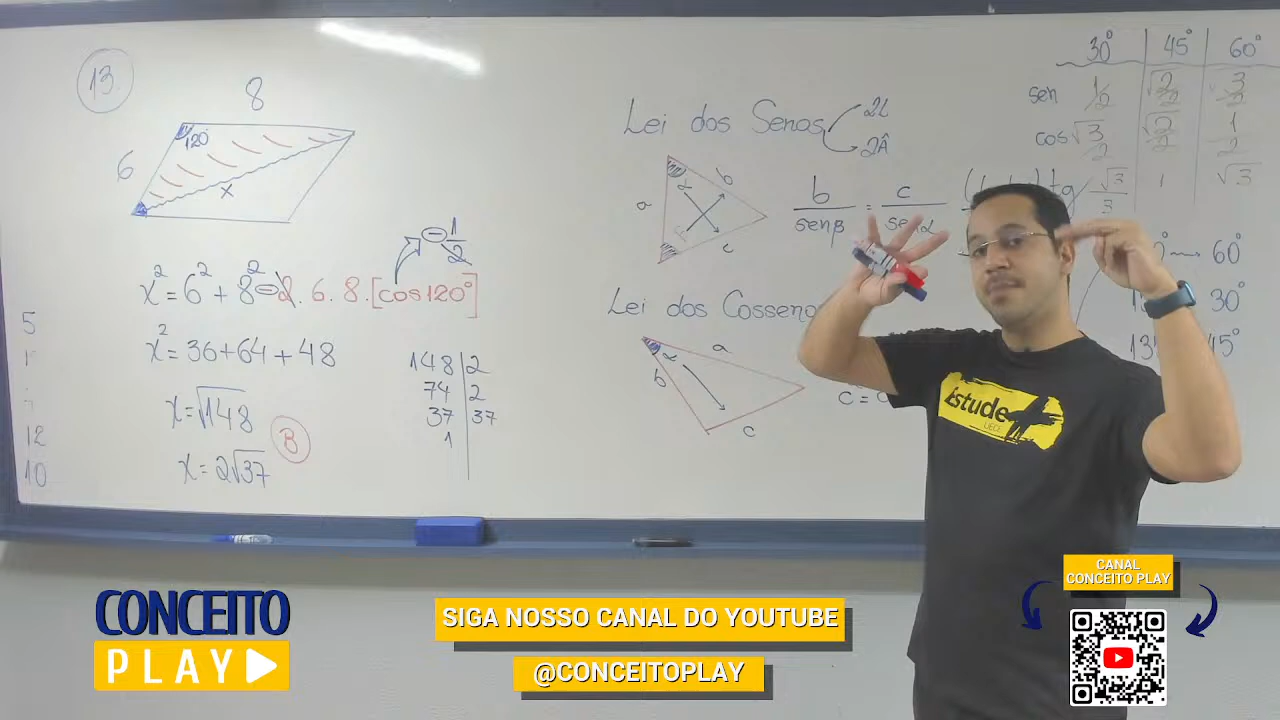 13
8
120°
6
x
x² = 6² + 8² - 2 . 6 . 8 . [cos 120°]
- 1/2
x² = 36 + 64 + 48
x = √148
x = 2√37
B
148 | 2
74 | 2
37 | 37
1
5
1
12
10
Lei dos Senos
2L
2Â
a
b
c
α
b/senβ = c/senα
Lei dos Cossenos
α
a
b
c
c =
30° 45° 60°
sen 1/2 √2/2 3/2
cos √3/2 √2/2 1/2
tg √3/3 1 √3
60°
30°
45°
Estude+
UECE
CONCEITO
PLAY
SIGA NOSSO CANAL DO YOUTUBE
@CONCEITOPLAY
CANAL
CONCEITO PLAY